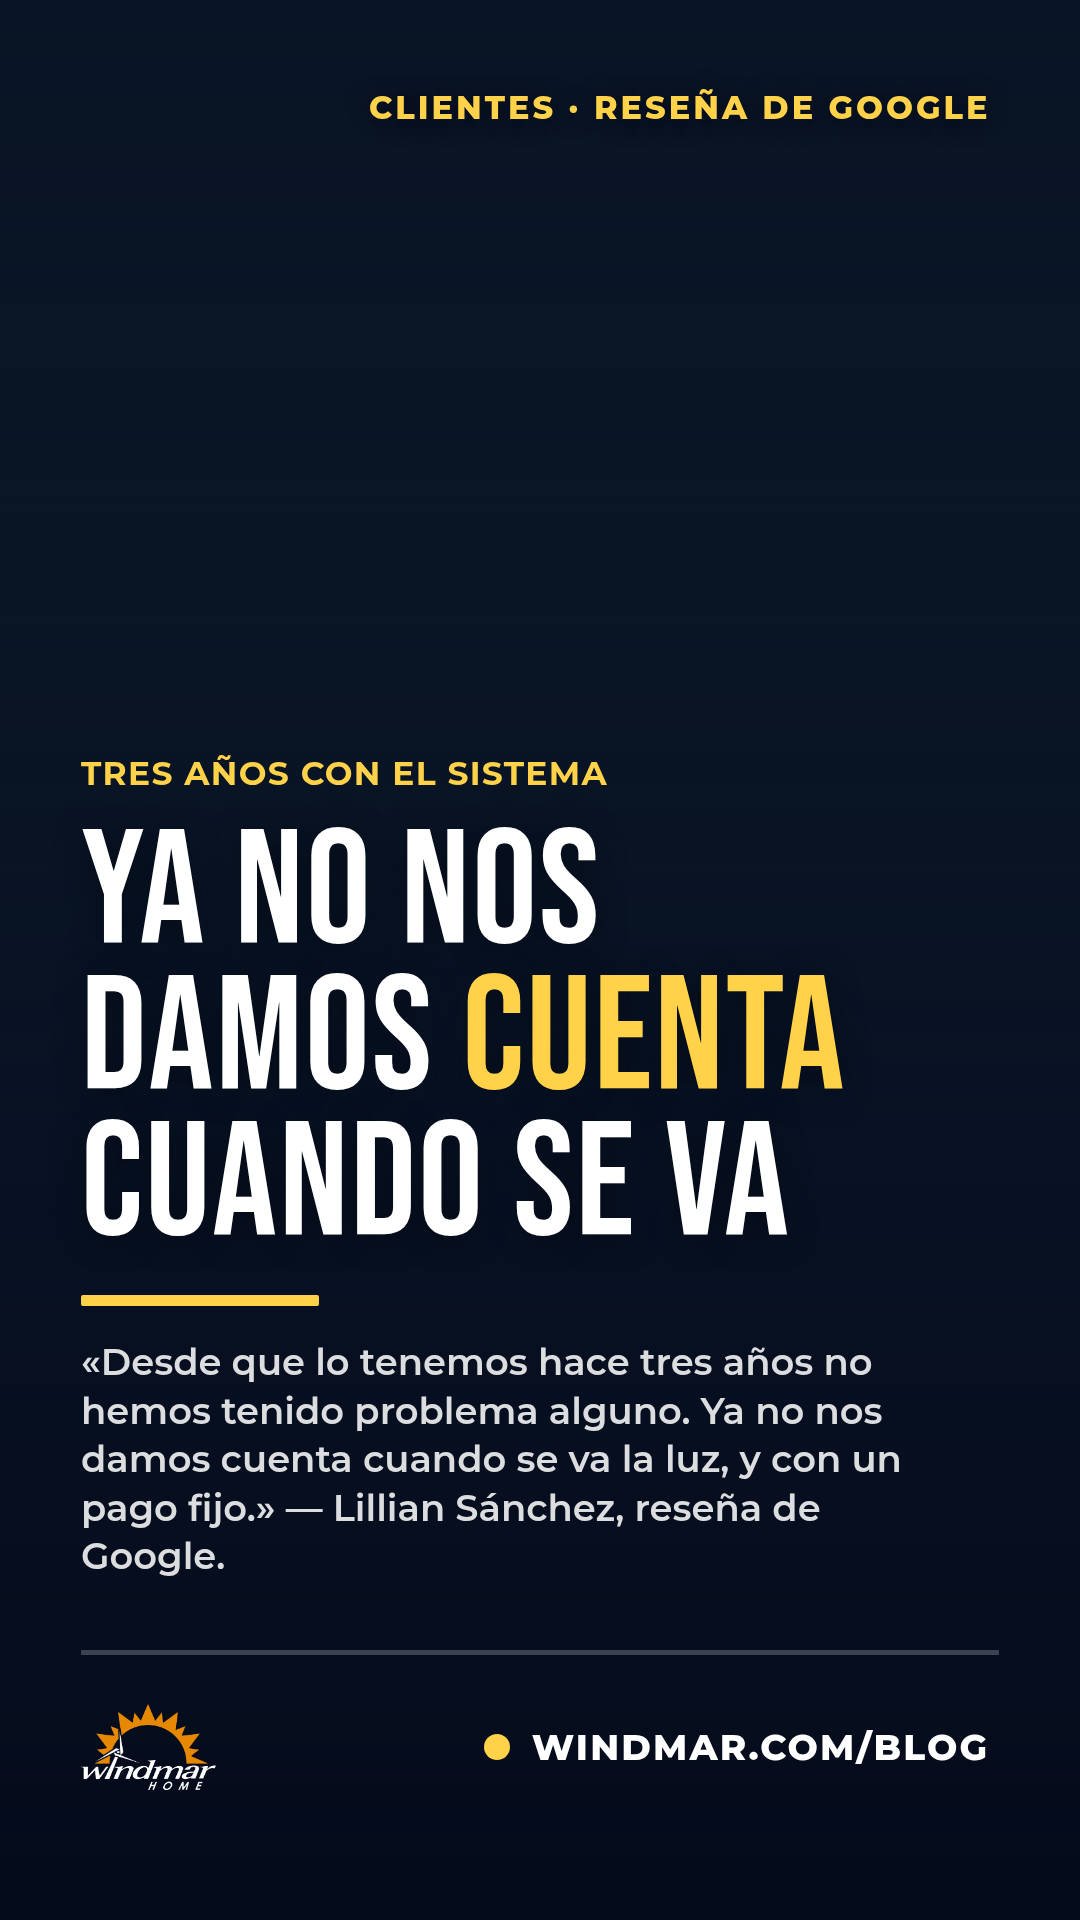 CLIENTES · RESEÑA DE GOOGLE
TRES AÑOS CON EL SISTEMA
YA NO NOS
DAMOS CUENTA
CUANDO SE VA
«Desde que lo tenemos hace tres años no
hemos tenido problema alguno. Ya no nos
damos cuenta cuando se va la luz, y con un
pago fijo.» — Lillian Sánchez, reseña de
Google.
windmar
HOME
WINDMAR.COM/BLOG